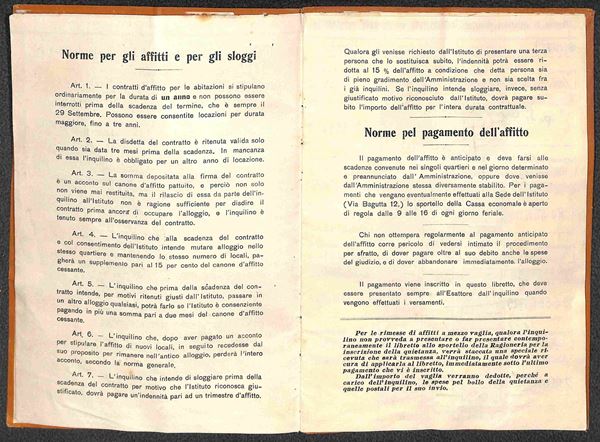 Norme per gli affitti e per gli sloggi
Art. 1. — I contratti d'affitto per le abitazioni si stipulano
ordinariamente per la durata di un anno e non possono essere
interrotti prima della scadenza del termine, che è sempre il
29 Settembre. Possono essere consentite locazioni per durata
maggiore, fino a tre anni.
Art. 2. — La disdetta del contratto è ritenuta valida solo
quando sia data tre mesi prima della scadenza. In mancanza
di essa l'inquilino è obbligato per un altro anno di locazione.
Art. 3. — La somma depositata alla firma del contratto
è un acconto sul canone d'affitto pattuito, e perciò non solo
non viene mai restituita, ma il rilascio di essa da parte dell'in-
quilino all'Istituto non è ragione sufficiente per disdire il
contratto prima ancora di occupare l'alloggio, e l'inquilino è
tenuto sempre all'osservanza del contratto.
Art. 4. — L'inquilino che alla scadenza del contratto
e col consentimento dell'Istituto intende mutare alloggio nello
stesso quartiere e mantenendo lo stesso numero di locali, pa-
gherà un supplemento pari al 15 per cento del canone d'affitto
cessante.
Art. 5. — L'inquilino che prima della scadenza del con-
tratto intende, per motivi ritenuti giusti dall'Istituto, passare in
un altro alloggio qualsiasi, potrà farlo se l'Istituto è consenziente
pagando in più una somma pari a due mesi del canone d'affitto
cessante.
Art. 6. — L'inquilino che, dopo aver pagato un acconto
per stipulare l'affitto di nuovi locali, in seguito recedesse dal
suo proposito per rimanere nell'antico alloggio, perderà l'intero
acconto, secondo la norma generale.
Art. 7. — L'inquilino che intende di sloggiare prima della
scadenza del contratto per motivo che l'Istituto riconosca giu-
stificato, dovrà pagare un'indennità pari ad un trimestre d'affitto.
Qualora gli venisse richiesto dall'Istituto di presentare una terza
persona che lo sostituisca subito, l'indennità potrà essere ri-
dotta al 15 % dell'affitto a condizione che detta persona sia
di pieno gradimento dell'Amministrazione e non sia scelta fra
i già inquilini. Se l'inquilino intende sloggiare, invece, senza
giustificato motivo riconosciuto dall'Istituto, dovrà pagare su-
bito l'importo dell'affitto per l'intera durata contrattuale.
Norme pel pagamento dell'affitto
Il pagamento dell'affitto è anticipato e deve farsi alle
scadenze convenute nei singoli quartieri e nel giorno determinato
e preannunziato dall'Amministrazione, oppure dove venisse
dall'Amministrazione stessa diversamente stabilito. Per i paga-
menti che vengano eventualmente effettuati alla Sede dell'Istituto
(Via Bagutta 12,) lo sportello della Cassa economale è aperto
di regola dalle 9 alle 16 di ogni giorno feriale.
Chi non ottempera regolarmente al pagamento anticipato
dell'affitto corre pericolo di vedersi intimato il procedimento
per sfratto, di dover pagare oltre al suo debito anche le spese
del giudizio, e di dover abbandonare immediatamente l'alloggio.
Il pagamento viene inscritto in questo libretto, che deve
essere presentato sempre all'Esattore dall'inquilino quando
vengono effettuati i versamenti.
Per le rimesse di affitti a mezzo vaglia, qualora l'inqui-
lino non provveda a presentare o far presentare contempo-
raneamente il libretto allo sportello della Ragioneria per la
inscrizione della quietanza, verrà staccata una speciale ri-
cevuta che sarà trasmessa all'inquilino, il quale dovrà aver
cura di applicarla al libretto, immediatamente sotto l'ultimo
pagamento che vi è inscritto.
Dall'importo del vaglia verranno dedotte, perchè a
carico dell'inquilino, le spese pel bollo della quietanza e
quelle postali per il suo invio.